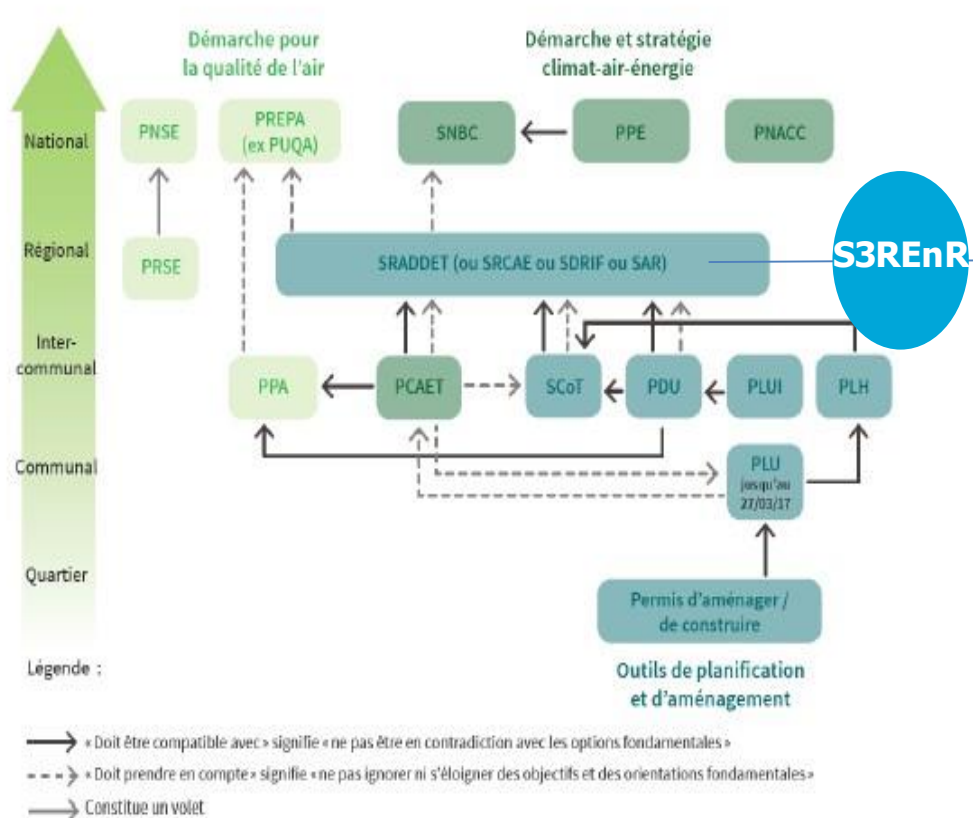 Démarche pour
la qualité de l'air
Démarche et stratégie
climat-air-énergie
National
PNSE
PREPA
(ex PUQA)
SNBC
PPE
PNACC
Régional
PRSE
SRADDET (ou SRCAE ou SDRIF ou SAR)
S3REnR
Inter-
communal
PPA
PCAET
SCoT
PDU
PLUI
PLH
Communal
PLU
jusqu'au
27/03/17
Quartier
Permis d'aménager /
de construire
Légende :
Outils de planification
et d'aménagement
« Doit être compatible avec » signifie « ne pas être en contradiction avec les options fondamentales »
« Doit prendre en compte » signifie « ne pas ignorer ni s'éloigner des objectifs et des orientations fondamentales »
Constitue un volet